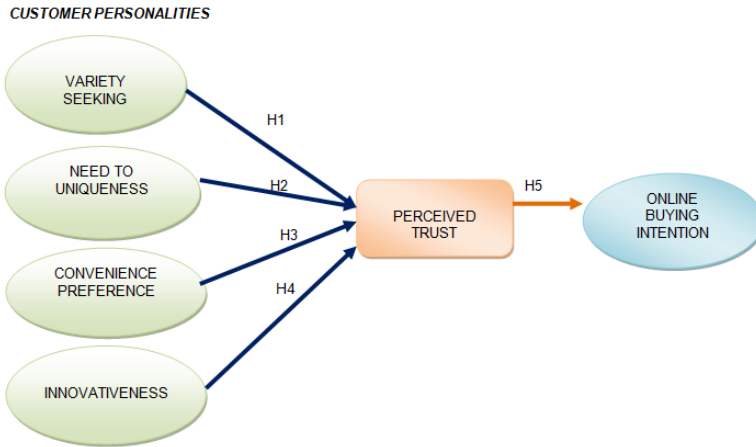 CUSTOMER PERSONALITIES
VARIETY
SEEKING
H1
NEED TO
UNIQUENESS
H2
H3
CONVENIENCE
PREFERENCE
H4
INNOVATIVENESS
PERCEIVED
TRUST
H5
ONLINE
BUYING
INTENTION